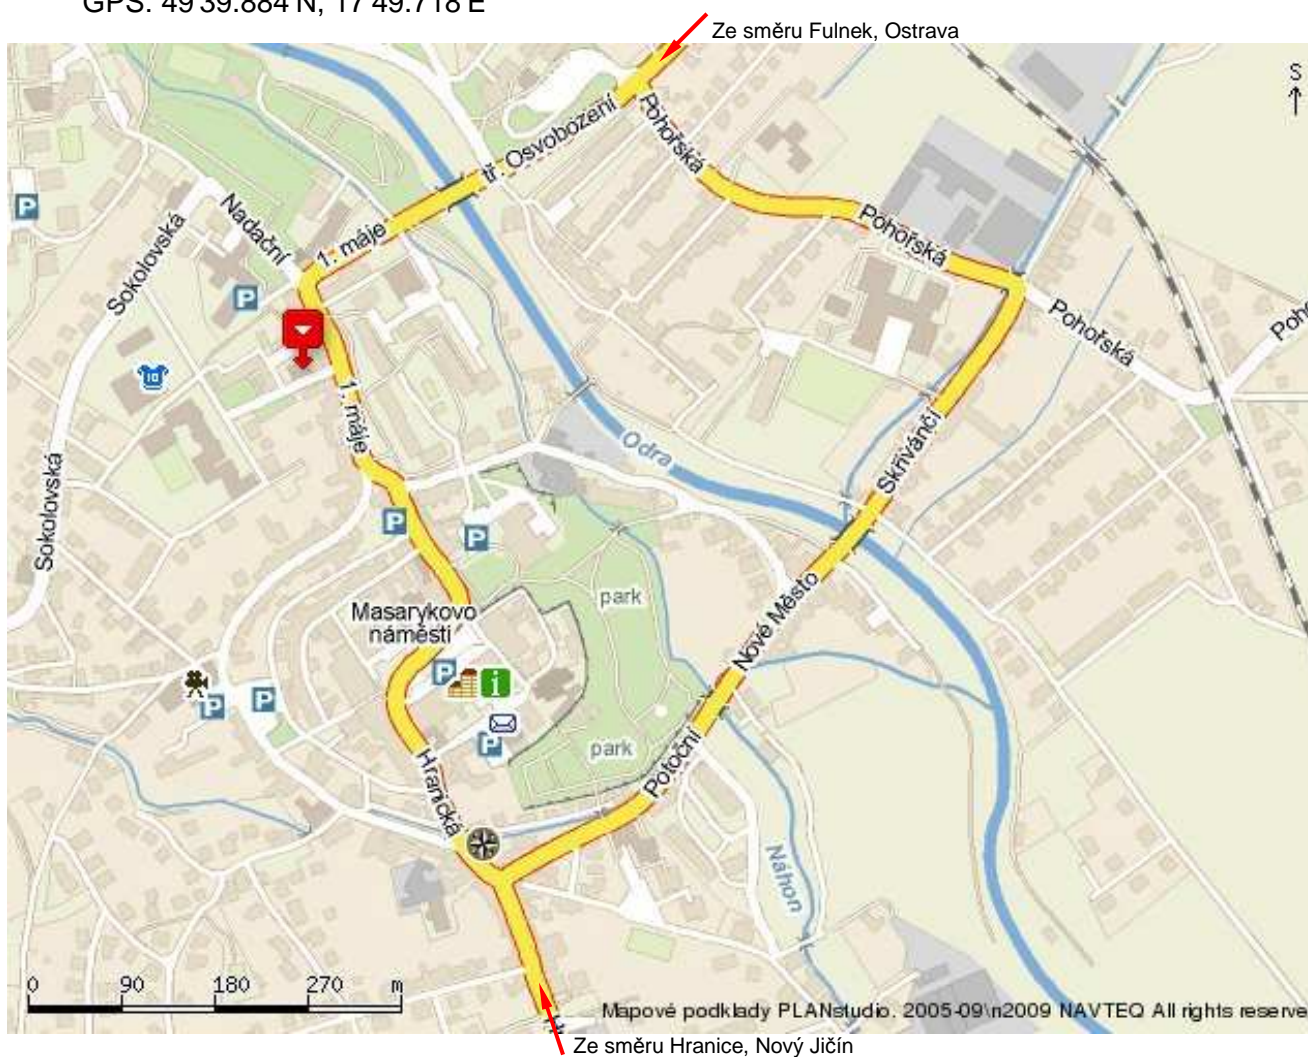 GPS: 49'39.884'N, 17'49.718'E
Ze směru Fulnek, Ostrava
S
tř. Osvobození
Pohořská
P
Nadační
Sokolovská
1. máje
Pohořská
P
Pohořská
Poho
10
1. máje
Odra
Skřivánčí
Sokolovská
P
P
park
Nové Město
Masarykovo
náměstí
P
i
P
P
P
park
Potoční
Hranická
Náhon
0 90 180 270 m
Mapové podklady PLANstudio. 2005-09\n2009 NAVTEQ All rights reserve
Ze směru Hranice, Nový Jičín